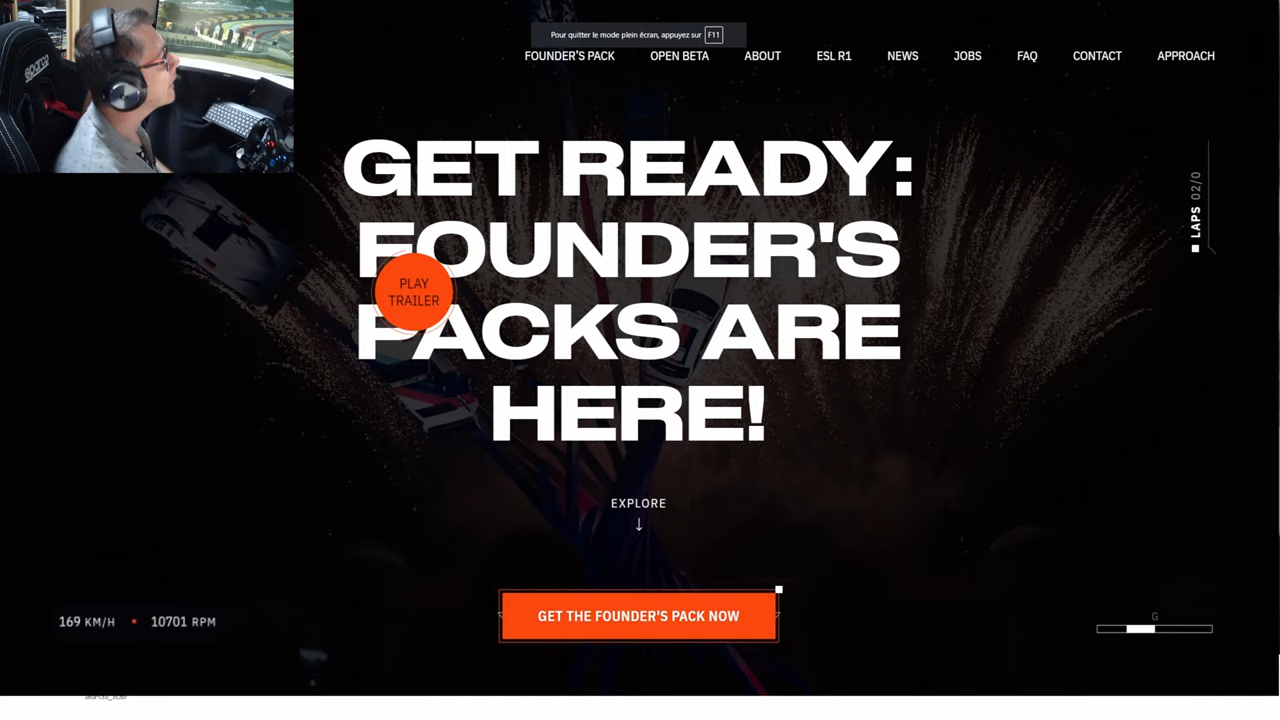 sparco
Pour quitter le mode plein écran, appuyez sur F11
FOUNDER'S PACK OPEN BETA ABOUT ESL R1 NEWS JOBS FAQ CONTACT APPROACH
GET READY:
FOUNDER'S
PACKS ARE
HERE!
PLAY
TRAILER
LAPS 02/0
EXPLORE
GET THE FOUNDER'S PACK NOW
169 KM/H • 10701 RPM
G